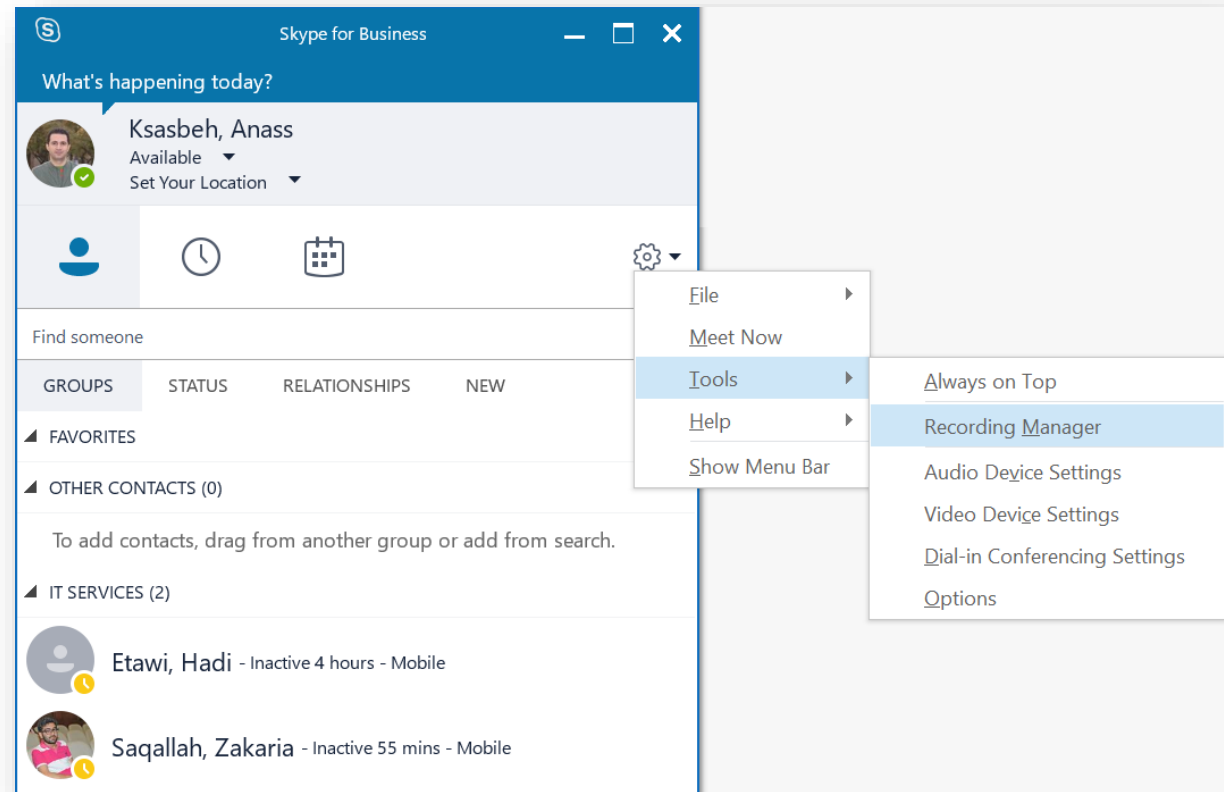 Skype for Business
What's happening today?
Ksasbeh, Anass
Available
Set Your Location
Find someone
GROUPS STATUS RELATIONSHIPS NEW
FAVORITES
OTHER CONTACTS (0)
To add contacts, drag from another group or add from search.
IT SERVICES (2)
Etawi, Hadi - Inactive 4 hours - Mobile
Saqallah, Zakaria - Inactive 55 mins - Mobile
File
Meet Now
Tools
Help
Show Menu Bar
Always on Top
Recording Manager
Audio Device Settings
Video Device Settings
Dial-in Conferencing Settings
Options